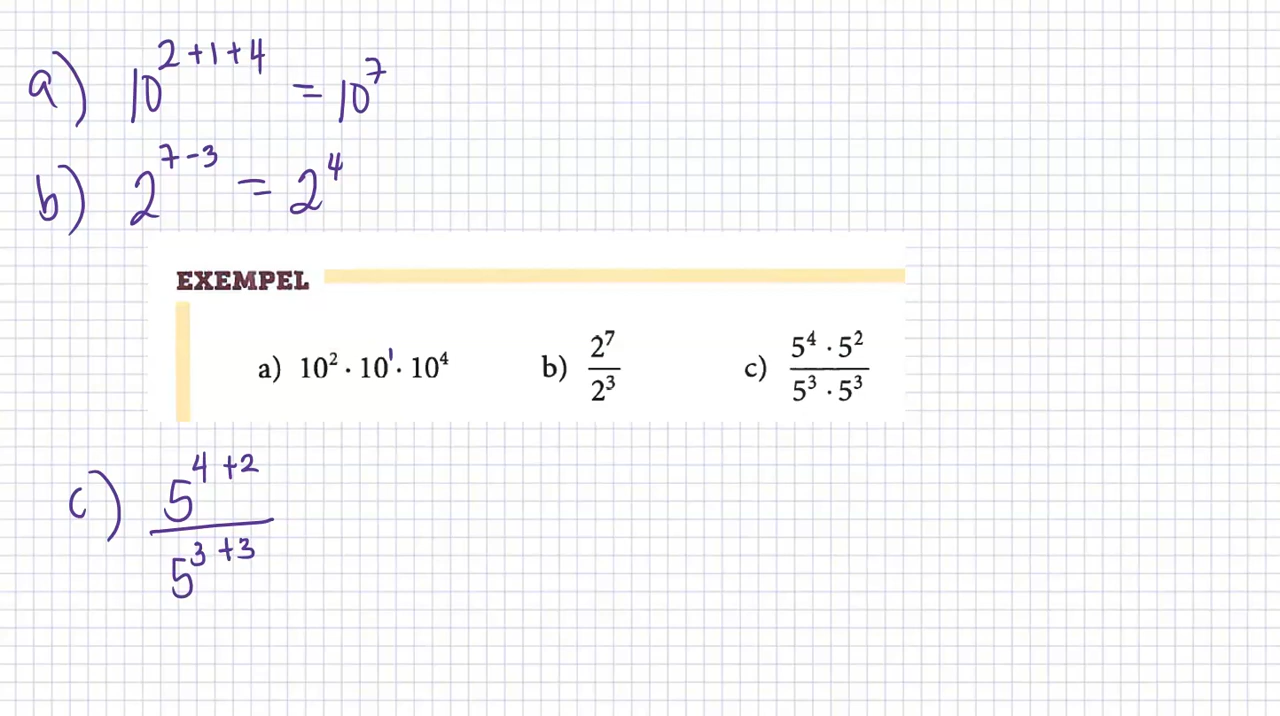 a) 10^{2+1+4} = 10^7
b) 2^{7-3} = 2^4
EXEMPEL
a) 10² · 10¹ · 10⁴ b) 2⁷/2³ c) (5⁴ · 5²)/(5³ · 5³)
c) 5^{4+2}/5^{3+3}